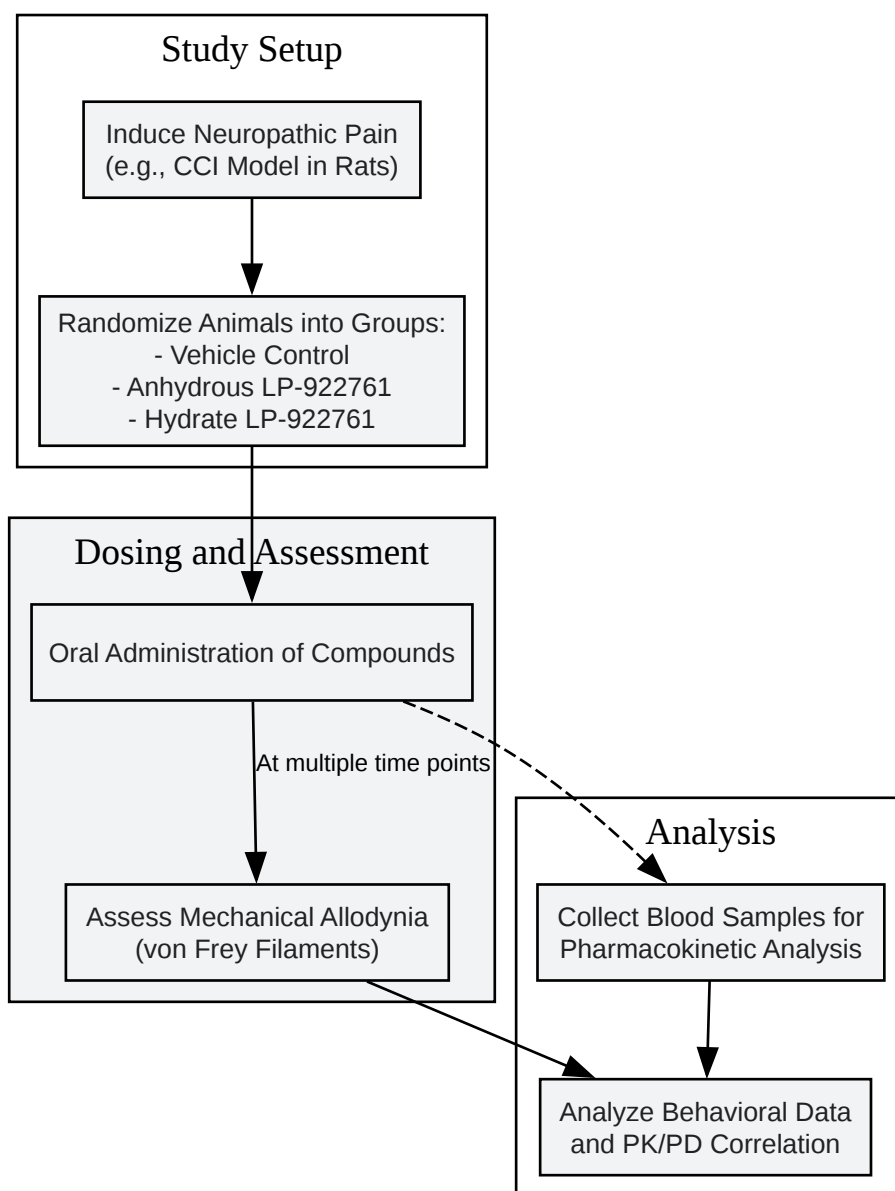 Study Setup
Induce Neuropathic Pain
(e.g., CCI Model in Rats)
Randomize Animals into Groups:
- Vehicle Control
- Anhydrous LP-922761
- Hydrate LP-922761
Dosing and Assessment
Oral Administration of Compounds
At multiple time points
Assess Mechanical Allodynia
(von Frey Filaments)
Analysis
Collect Blood Samples for
Pharmacokinetic Analysis
Analyze Behavioral Data
and PK/PD Correlation